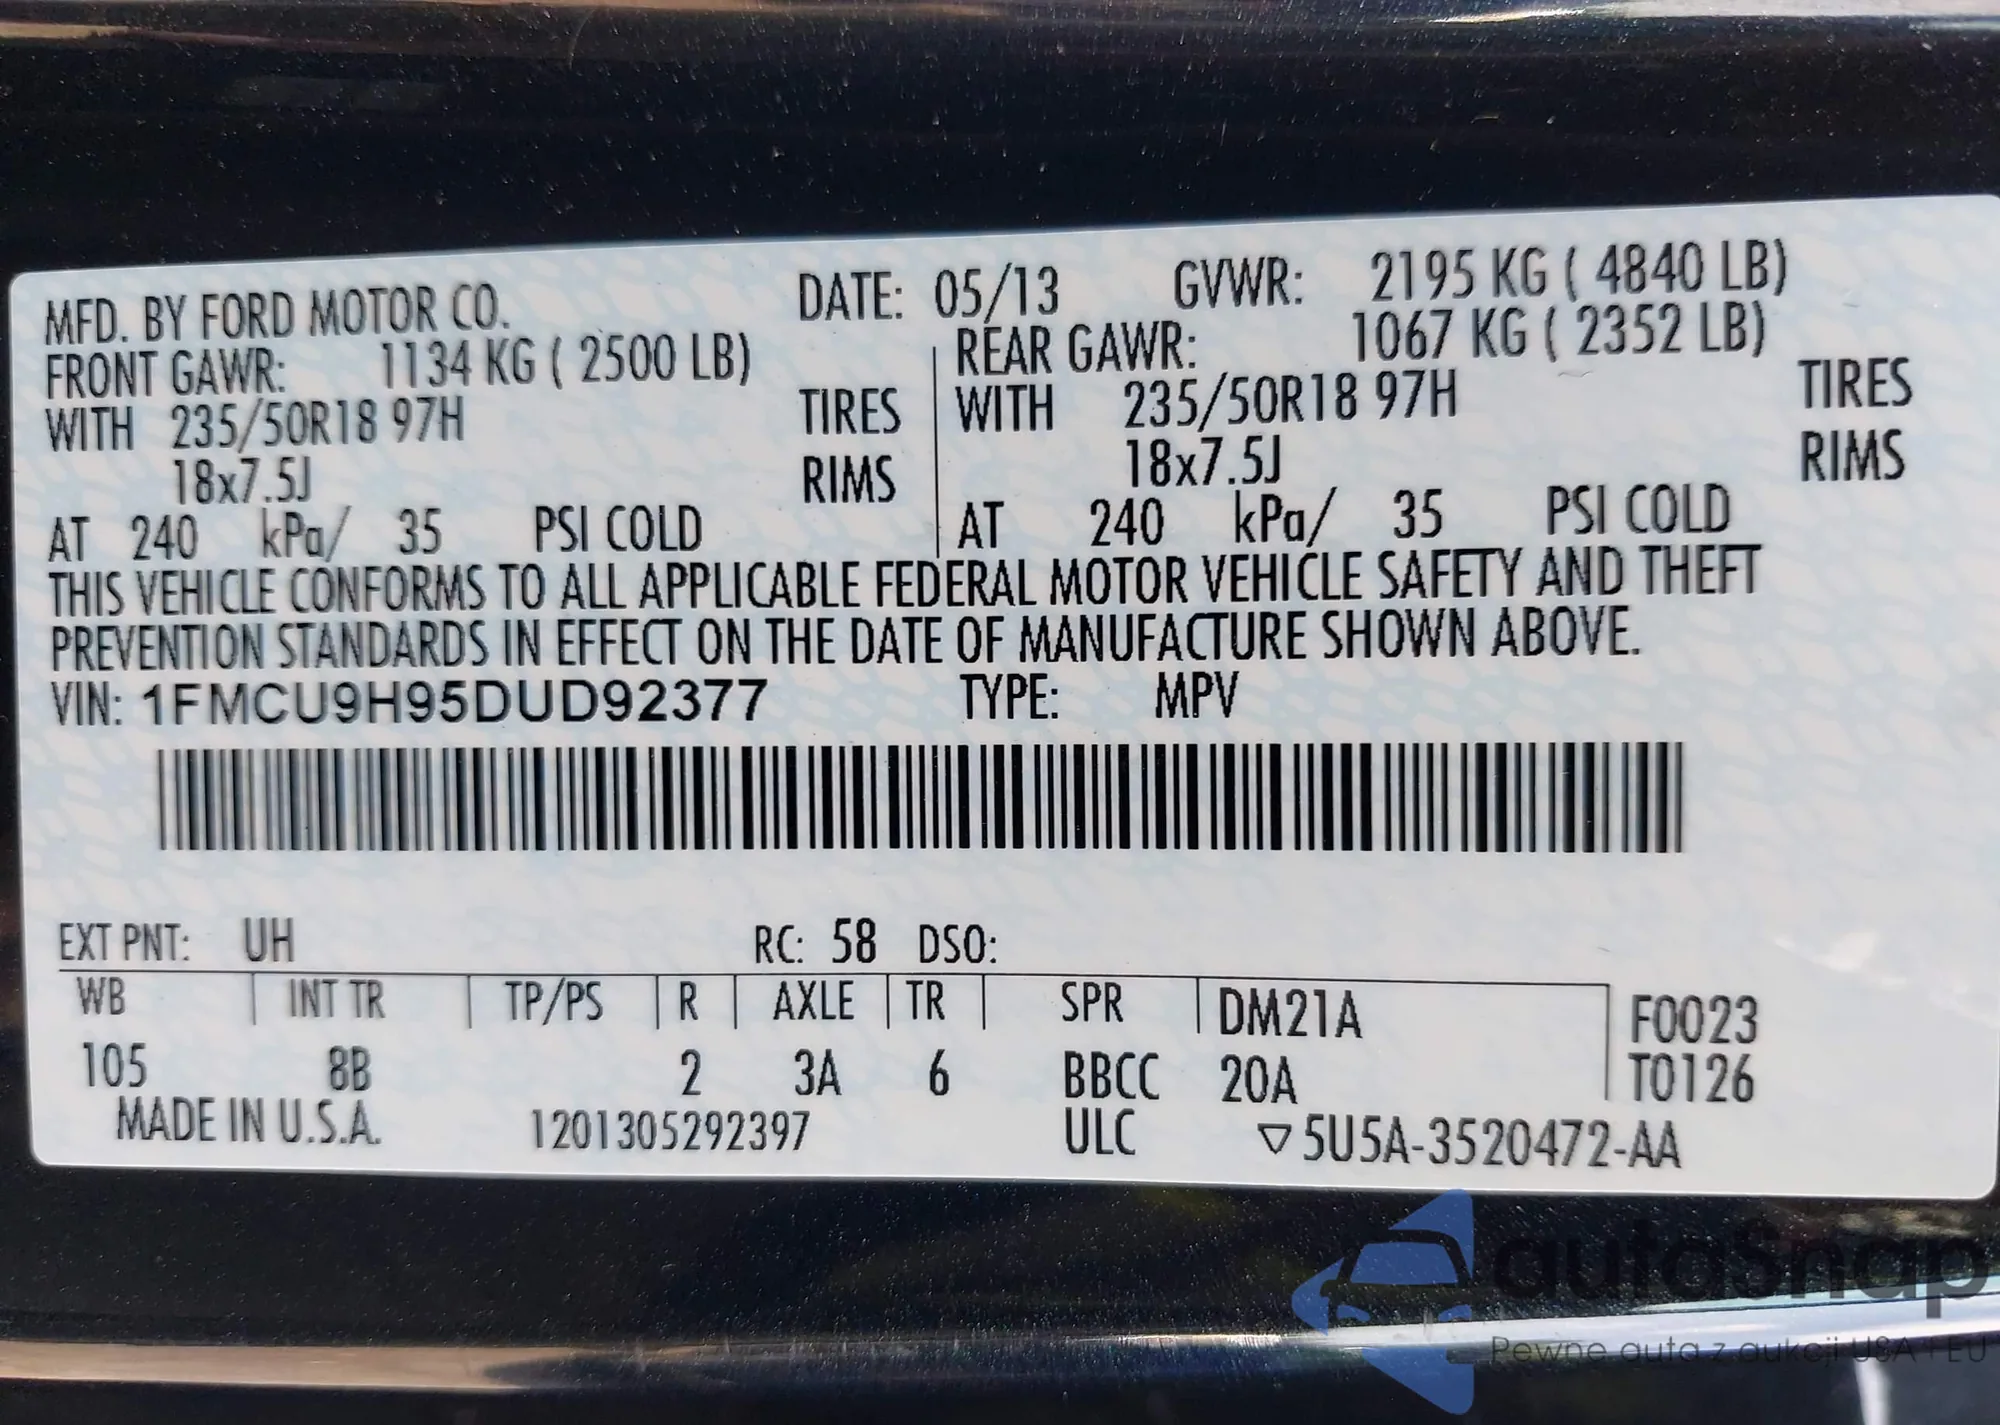 MFD. BY FORD MOTOR CO. DATE: 05/13 GVWR: 2195 KG ( 4840 LB)
FRONT GAWR: 1134 KG ( 2500 LB) REAR GAWR: 1067 KG ( 2352 LB)
WITH 235/50R18 97H TIRES WITH 235/50R18 97H TIRES
18x7.5J RIMS 18x7.5J RIMS
AT 240 kPa/ 35 PSI COLD AT 240 kPa/ 35 PSI COLD
THIS VEHICLE CONFORMS TO ALL APPLICABLE FEDERAL MOTOR VEHICLE SAFETY AND THEFT
PREVENTION STANDARDS IN EFFECT ON THE DATE OF MANUFACTURE SHOWN ABOVE.
VIN: 1FMCU9H95DUD92377 TYPE: MPV
EXT PNT: UH RC: 58 DSO:
WB INT TR TP/PS R AXLE TR SPR DM21A F0023
105 8B 2 3A 6 BBCC 20A T0126
MADE IN U.S.A. 1201305292397 ULC ▽5U5A-3520472-AA
autoSnap
Pewne auta z aukcji USA i EU